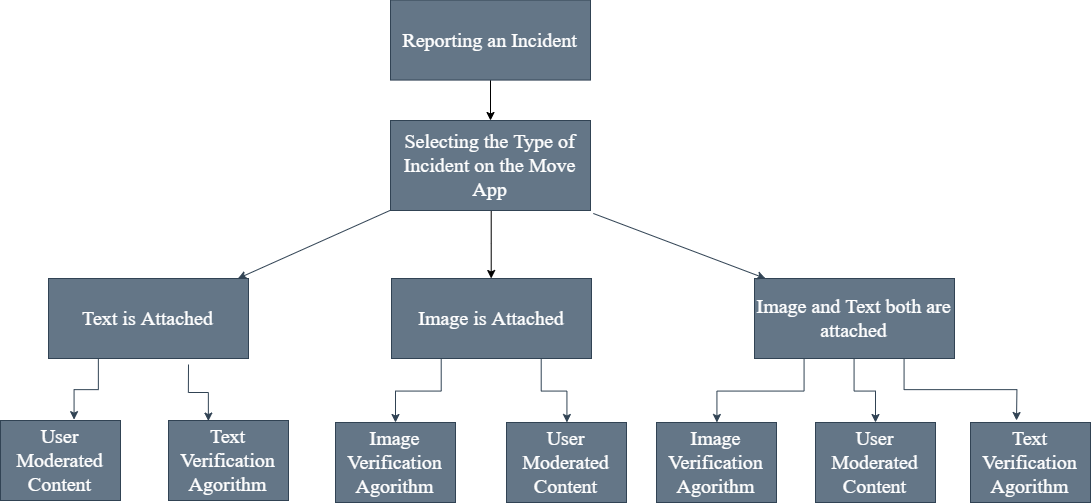 Reporting an Incident
Selecting the Type of
Incident on the Move
App
Text is Attached
Image is Attached
Image and Text both are
attached
User
Moderated
Content
Text
Verification
Algorithm
Image
Verification
Agorithm
User
Moderated
Content
Image
Verification
Agorithm
User
Moderated
Content
Text
Verification
Agorithm